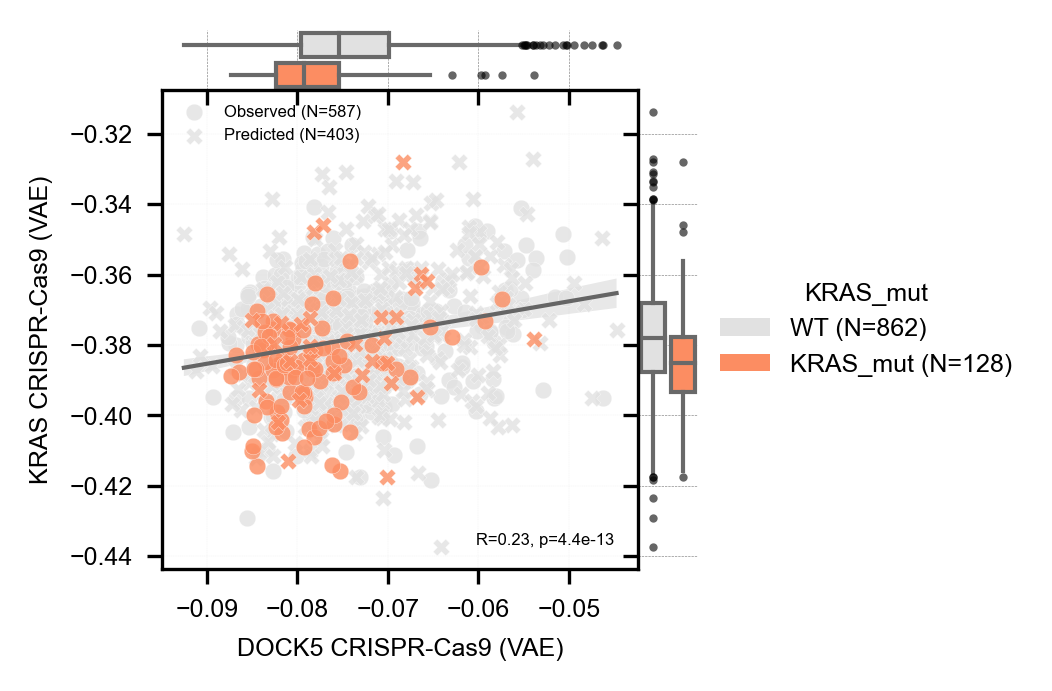 Observed (N=587)
Predicted (N=403)
−0.32
−0.34
−0.36
−0.38
−0.40
−0.42
−0.44
KRAS CRISPR-Cas9 (VAE)
R=0.23, p=4.4e-13
−0.09
−0.08
−0.07
−0.06
−0.05
DOCK5 CRISPR-Cas9 (VAE)
KRAS_mut
WT (N=862)
KRAS_mut (N=128)